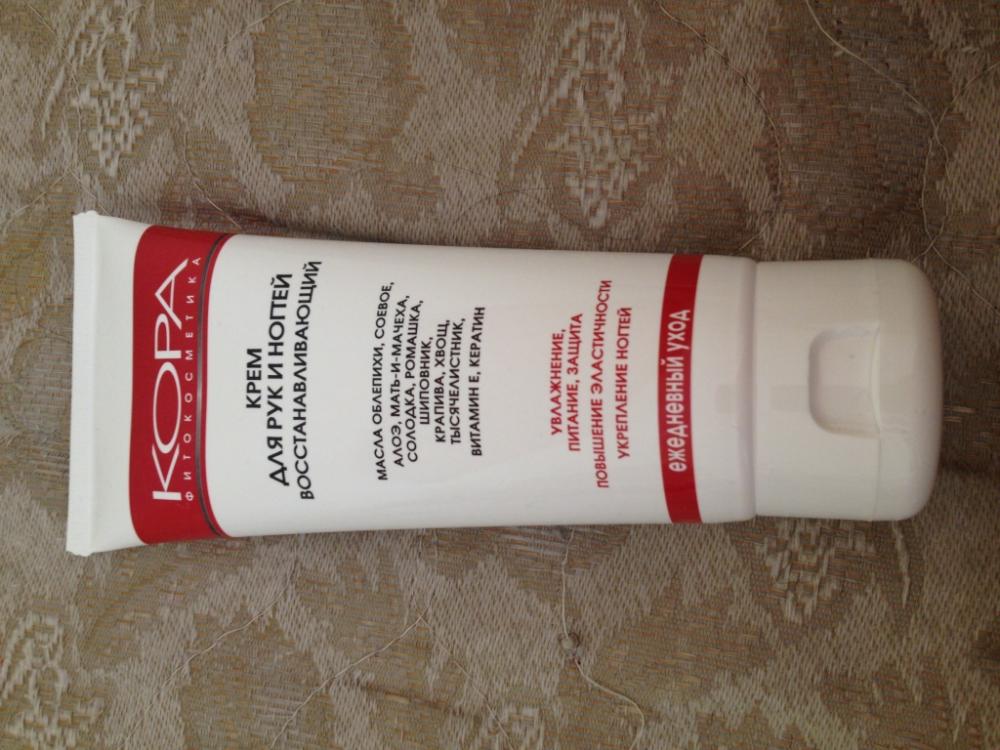 КОРА
ФИТОКОСМЕТИКА
КРЕМ
ДЛЯ РУК И НОГТЕЙ
ВОССТАНАВЛИВАЮЩИЙ
МАСЛА ОБЛЕПИХИ, СОЕВОЕ,
АЛОЭ, МАТЬ-И-МАЧЕХА,
СОЛОДКА, РОМАШКА,
ШИПОВНИК,
КРАПИВА, ХВОЩ,
ТЫСЯЧЕЛИСТНИК,
ВИТАМИН Е, КЕРАТИН
УВЛАЖНЕНИЕ,
ПИТАНИЕ, ЗАЩИТА
ПОВЫШЕНИЕ ЭЛАСТИЧНОСТИ
УКРЕПЛЕНИЕ НОГТЕЙ
ежедневный уход